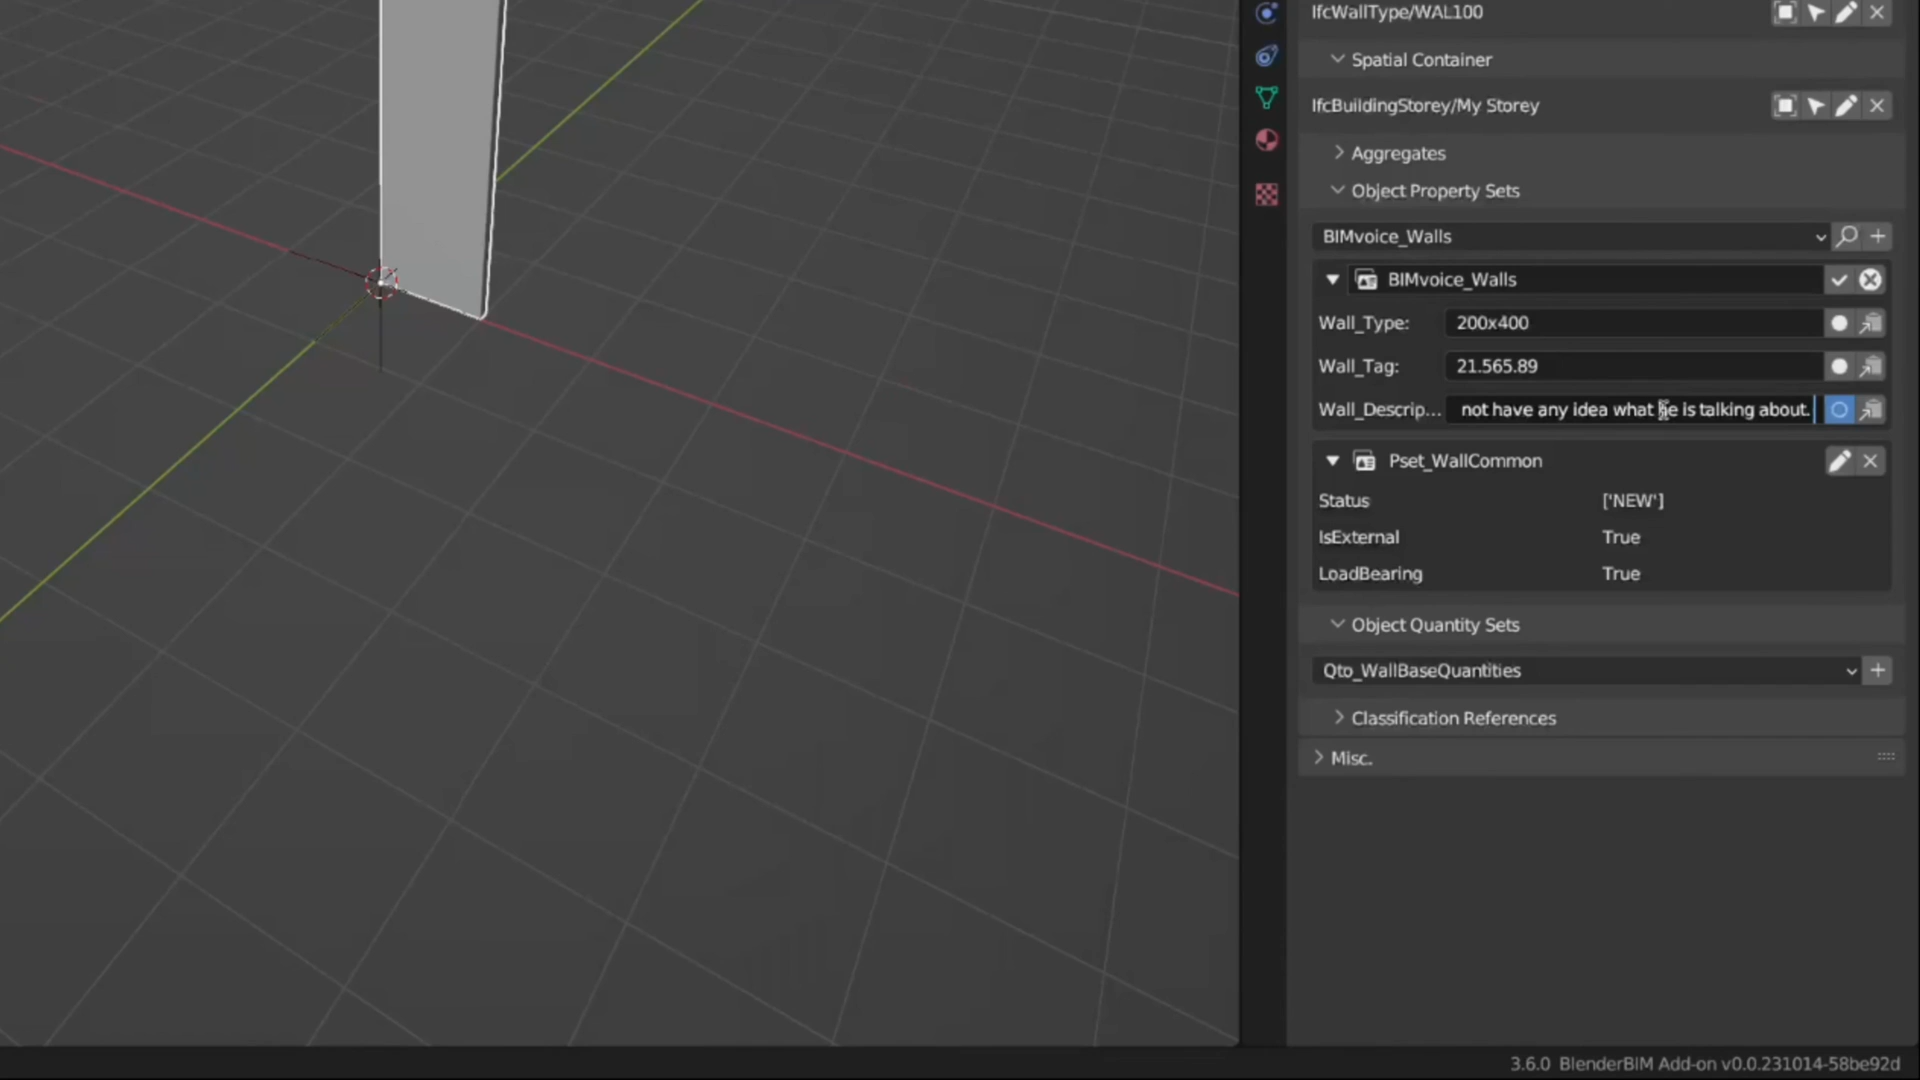 IfcWallType/WAL100
Spatial Container
IfcBuildingStorey/My Storey
Aggregates
Object Property Sets
BIMvoice_Walls
BIMvoice_Walls
Wall_Type: 200x400
Wall_Tag: 21.565.89
Wall_Descrip... not have any idea what he is talking about.
Pset_WallCommon
Status ['NEW']
IsExternal True
LoadBearing True
Object Quantity Sets
Qto_WallBaseQuantities
Classification References
Misc.
3.6.0 BlenderBIM Add-on v0.0.231014-58be92d